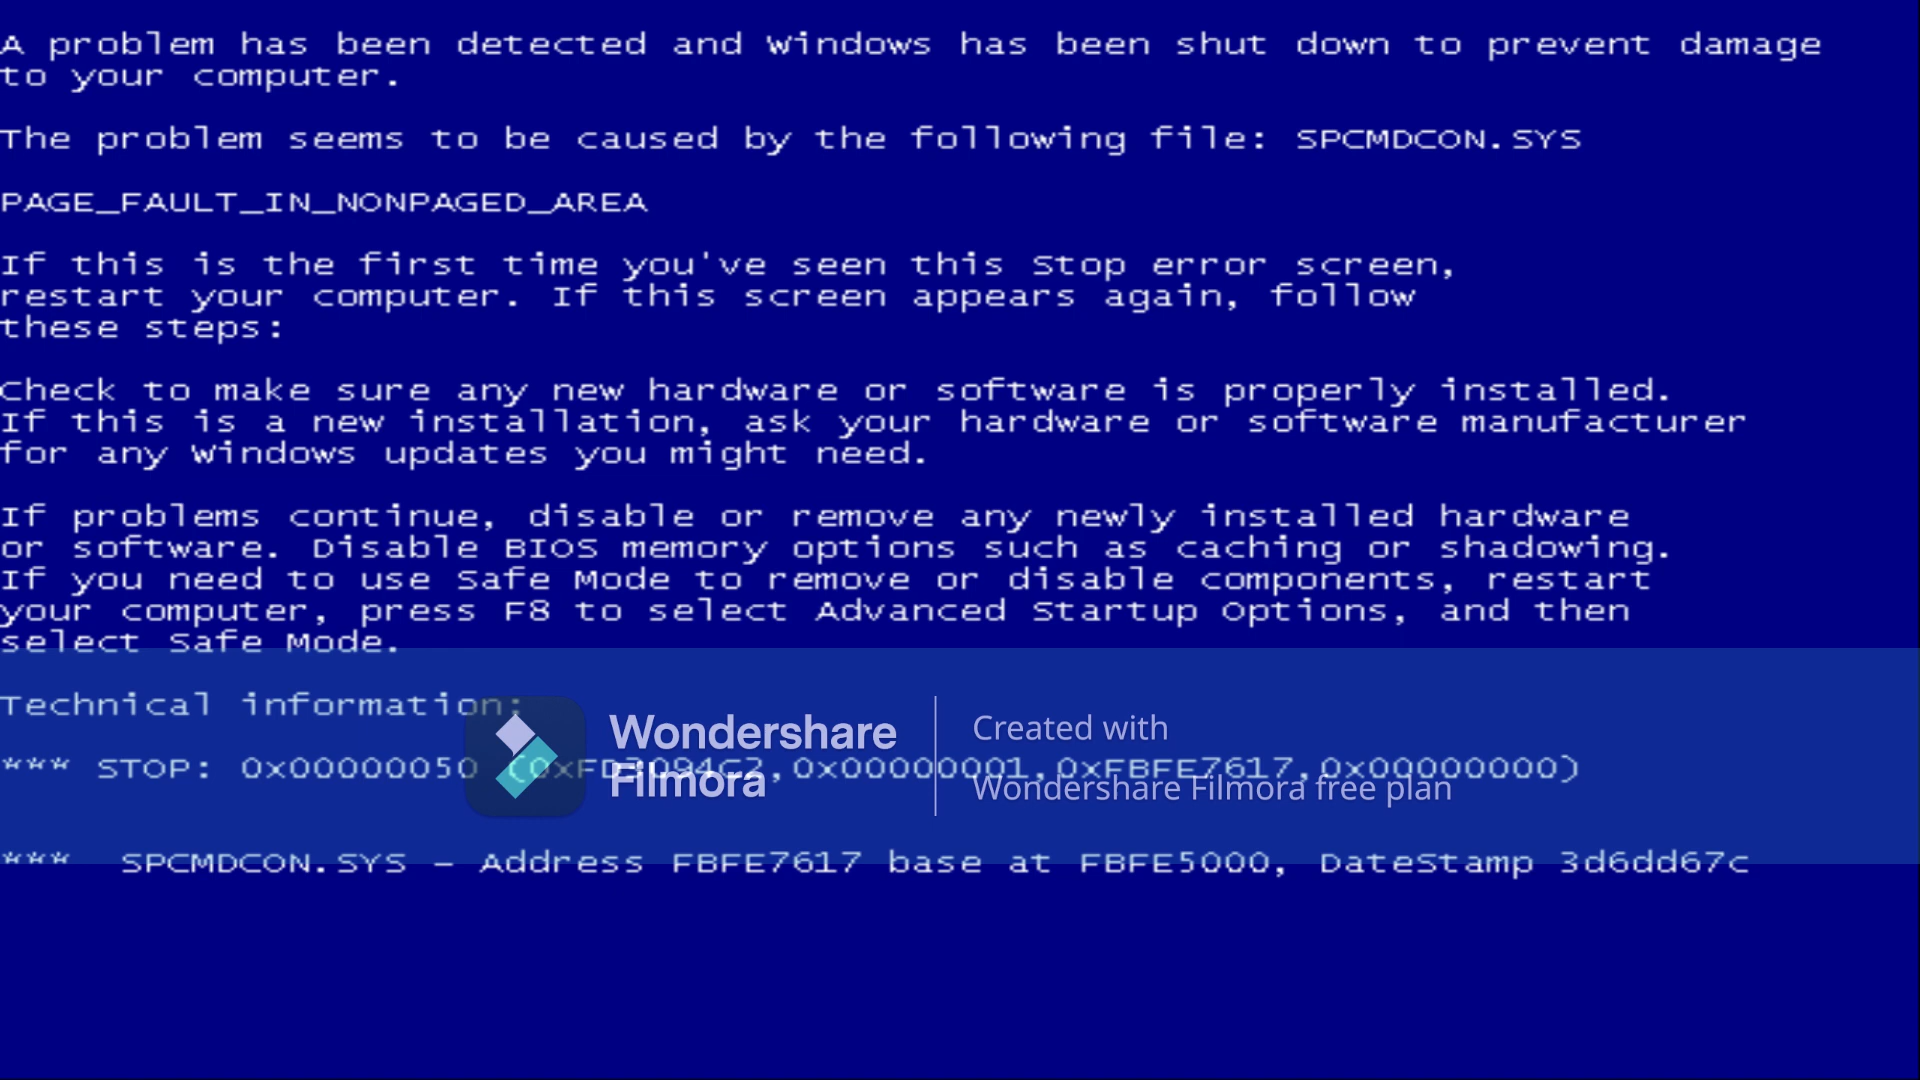 A problem has been detected and Windows has been shut down to prevent damage
to your computer.
The problem seems to be caused by the following file: SPCMDCON.SYS
PAGE_FAULT_IN_NONPAGED_AREA
If this is the first time you've seen this Stop error screen,
restart your computer. If this screen appears again, follow
these steps:
Check to make sure any new hardware or software is properly installed.
If this is a new installation, ask your hardware or software manufacturer
for any Windows updates you might need.
If problems continue, disable or remove any newly installed hardware
or software. Disable BIOS memory options such as caching or shadowing.
If you need to use Safe Mode to remove or disable components, restart
your computer, press F8 to select Advanced Startup Options, and then
select Safe Mode.
Technical information:
*** STOP: 0x00000050 (0xFD3094C2,0x00000001,0xFBFE7617,0x00000000)
Wondershare
Filmora
Created with
Wondershare Filmora free plan
*** SPCMDCON.SYS - Address FBFE7617 base at FBFE5000, DateStamp 3d6dd67c